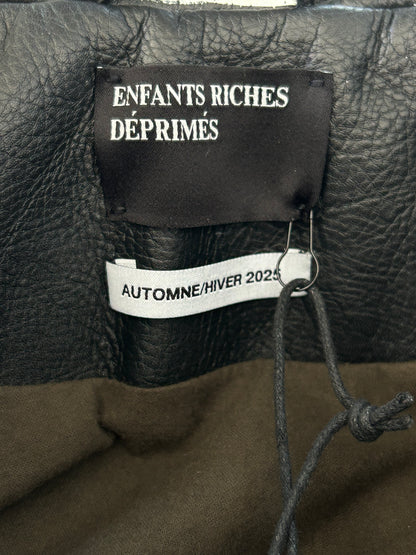 ENFANTS RICHES
DÉPRIMÉS
AUTOMNE/HIVER 2025